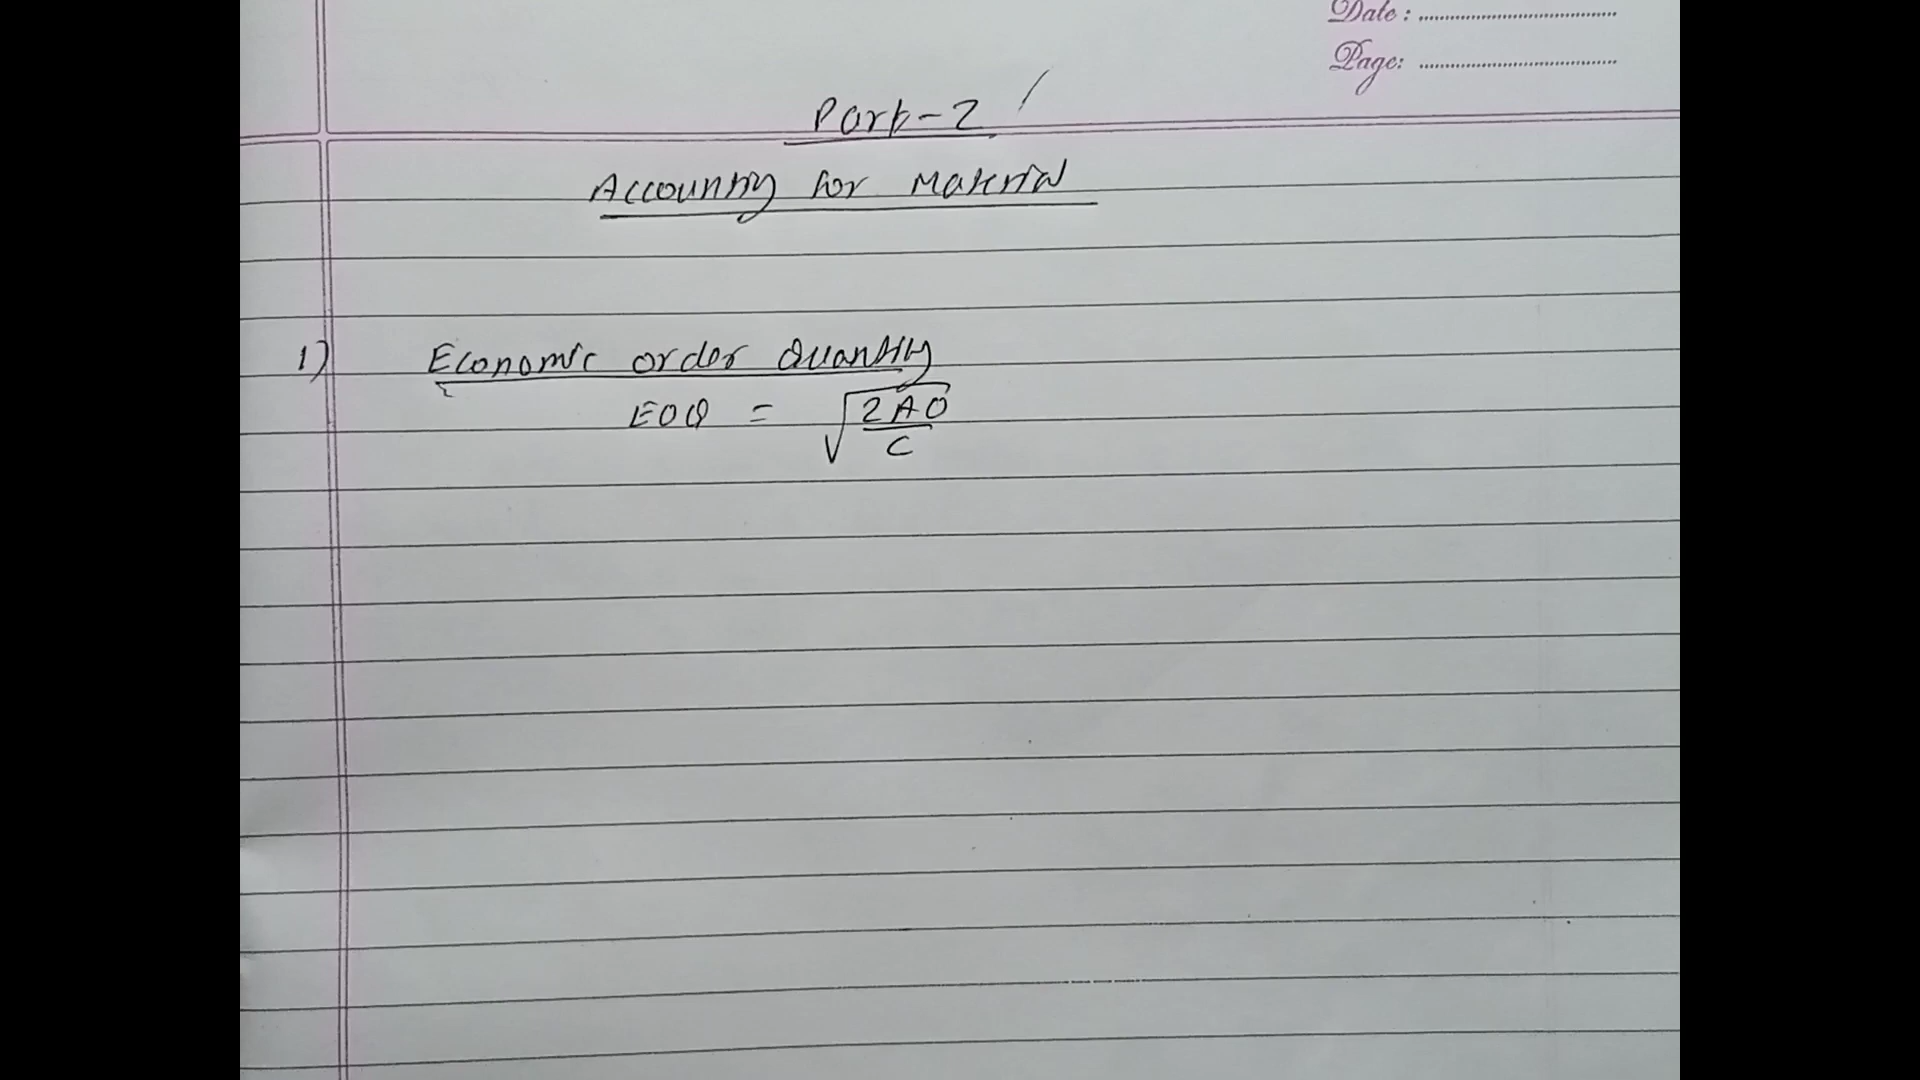 Date : ........................................
Page: ........................................
Part-2
Accounting for Material
1) Economic order Quantity
EOQ = √(2AO/C)